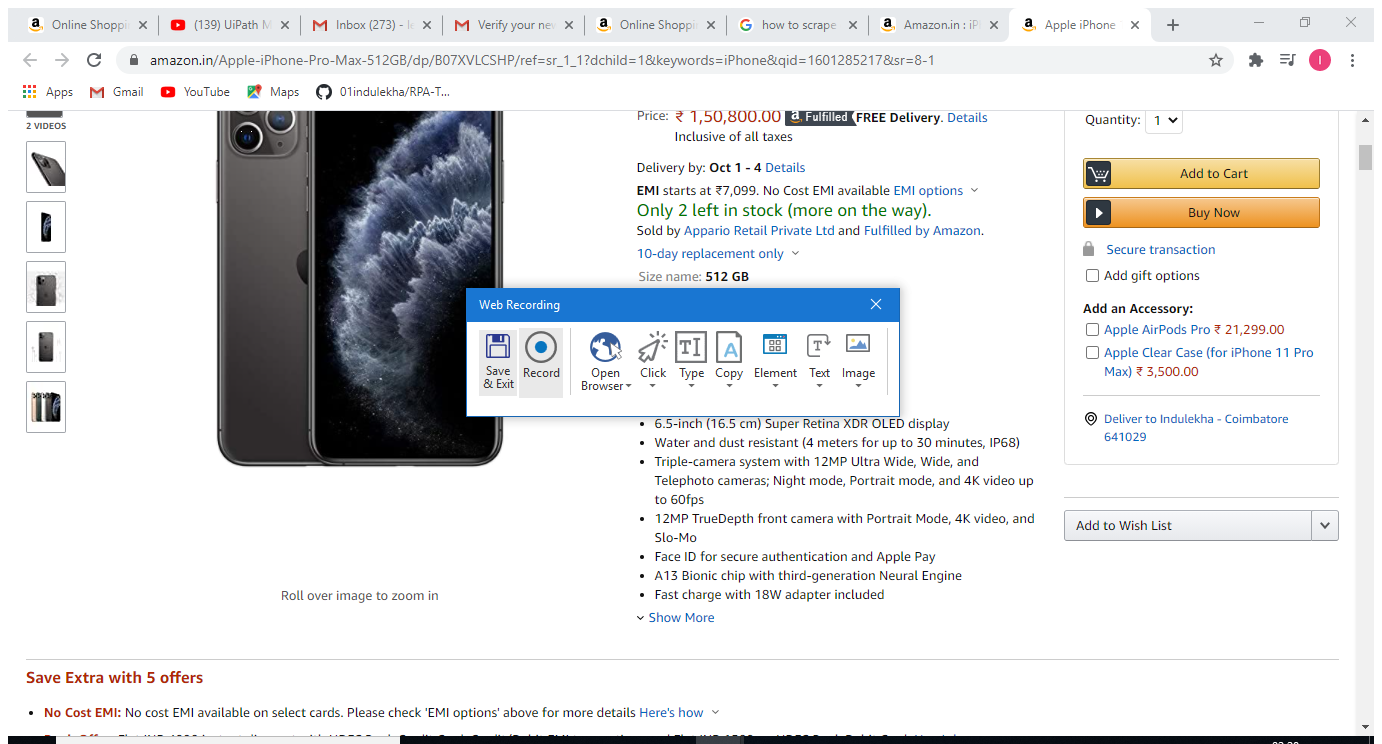 Online Shoppi
(139) UiPath M
Inbox (273) - le
Verify your new
Online Shoppi
how to scrape
Amazon.in : iPh
Apple iPhone
amazon.in/Apple-iPhone-Pro-Max-512GB/dp/B07XVLCSHP/ref=sr_1_1?dchild=1&keywords=iPhone&qid=1601285217&sr=8-1
I
Apps
Gmail
YouTube
Maps
01indulekha/RPA-T...
2 VIDEOS
Roll over image to zoom in
Price: ₹ 1,50,800.00 Fulfilled FREE Delivery. Details
Inclusive of all taxes
Delivery by: Oct 1 - 4 Details
EMI starts at ₹7,099. No Cost EMI available EMI options
Only 2 left in stock (more on the way).
Sold by Appario Retail Private Ltd and Fulfilled by Amazon.
10-day replacement only
Size name: 512 GB
Web Recording
Save & Exit
Record
Open Browser
Click
Type
Copy
Element
Text
Image
• 6.5-inch (16.5 cm) Super Retina XDR OLED display
• Water and dust resistant (4 meters for up to 30 minutes, IP68)
• Triple-camera system with 12MP Ultra Wide, Wide, and
Telephoto cameras; Night mode, Portrait mode, and 4K video up
to 60fps
• 12MP TrueDepth front camera with Portrait Mode, 4K video, and
Slo-Mo
• Face ID for secure authentication and Apple Pay
• A13 Bionic chip with third-generation Neural Engine
• Fast charge with 18W adapter included
Show More
Quantity: 1
Add to Cart
Buy Now
Secure transaction
Add gift options
Add an Accessory:
Apple AirPods Pro ₹ 21,299.00
Apple Clear Case (for iPhone 11 Pro
Max) ₹ 3,500.00
Deliver to Indulekha - Coimbatore
641029
Add to Wish List
Save Extra with 5 offers
• No Cost EMI: No cost EMI available on select cards. Please check 'EMI options' above for more details Here's how